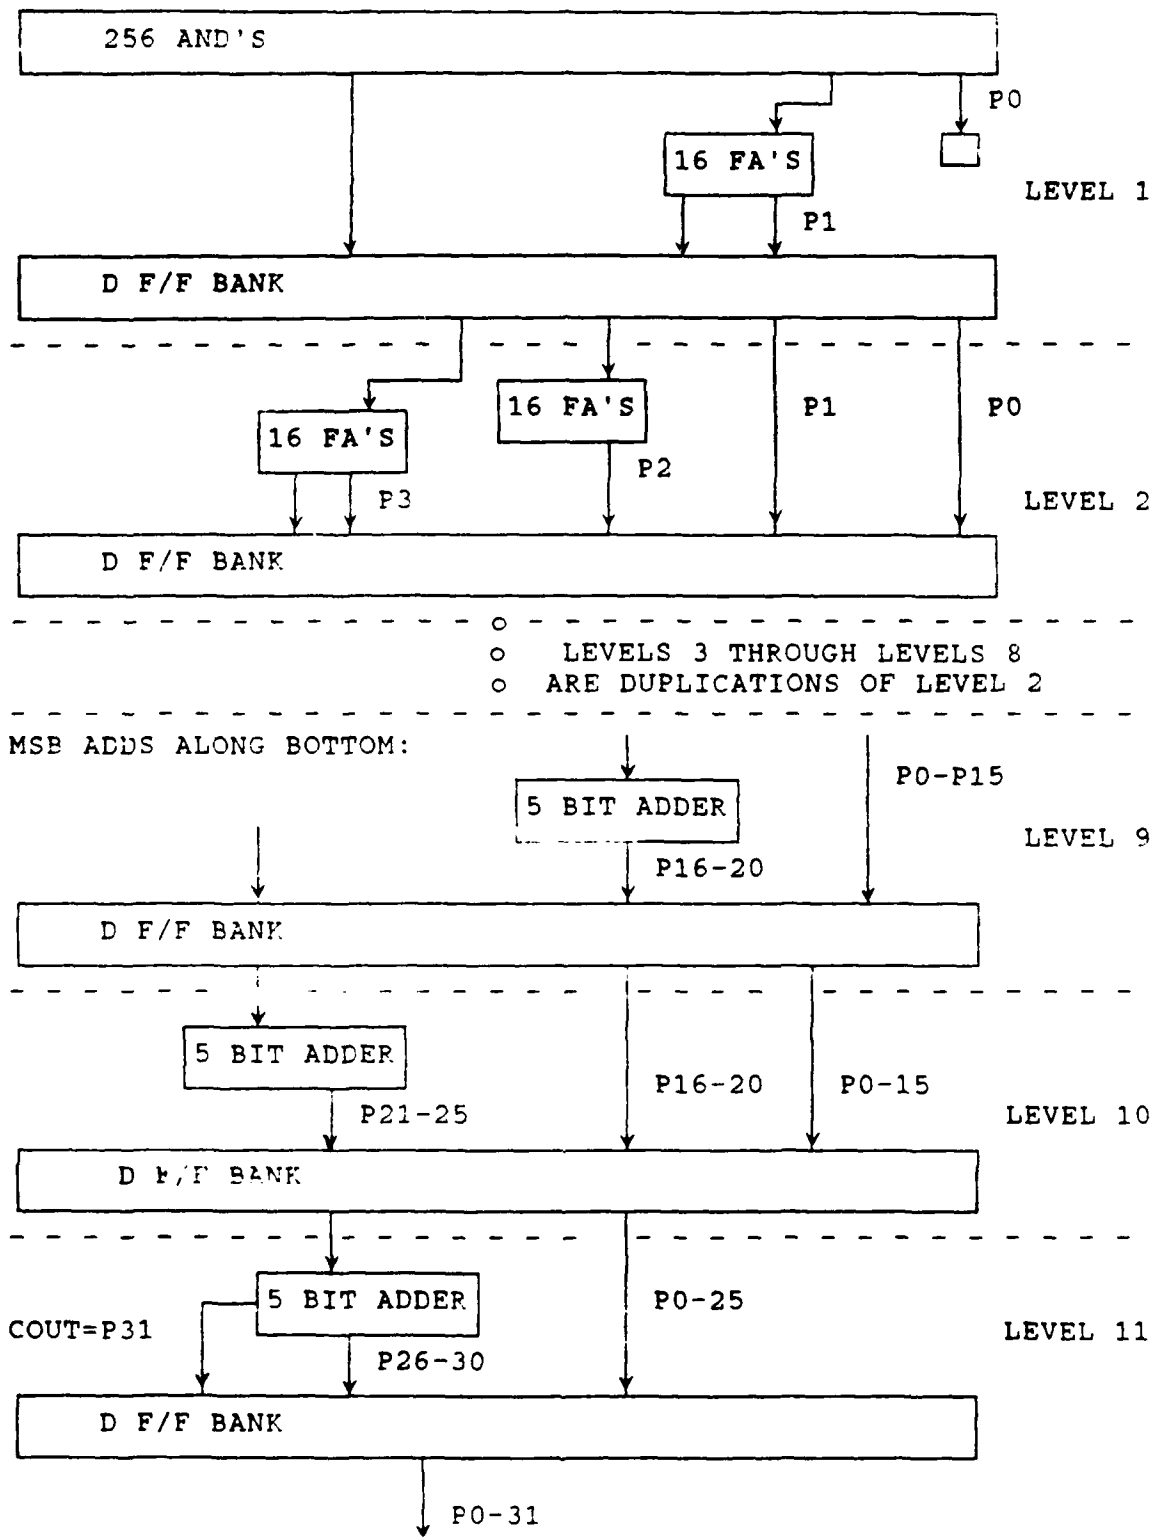 256 AND'S
P0
16 FA'S
LEVEL 1
P1
D F/F BANK
16 FA'S
P1
P0
16 FA'S
P2
P3
LEVEL 2
D F/F BANK
LEVELS 3 THROUGH LEVELS 8
ARE DUPLICATIONS OF LEVEL 2
MSB ADDS ALONG BOTTOM:
P0-P15
5 BIT ADDER
LEVEL 9
P16-20
D F/F BANK
5 BIT ADDER
P16-20
P0-15
P21-25
LEVEL 10
D F/F BANK
5 BIT ADDER
P0-25
COUT=P31
LEVEL 11
P26-30
D F/F BANK
P0-31